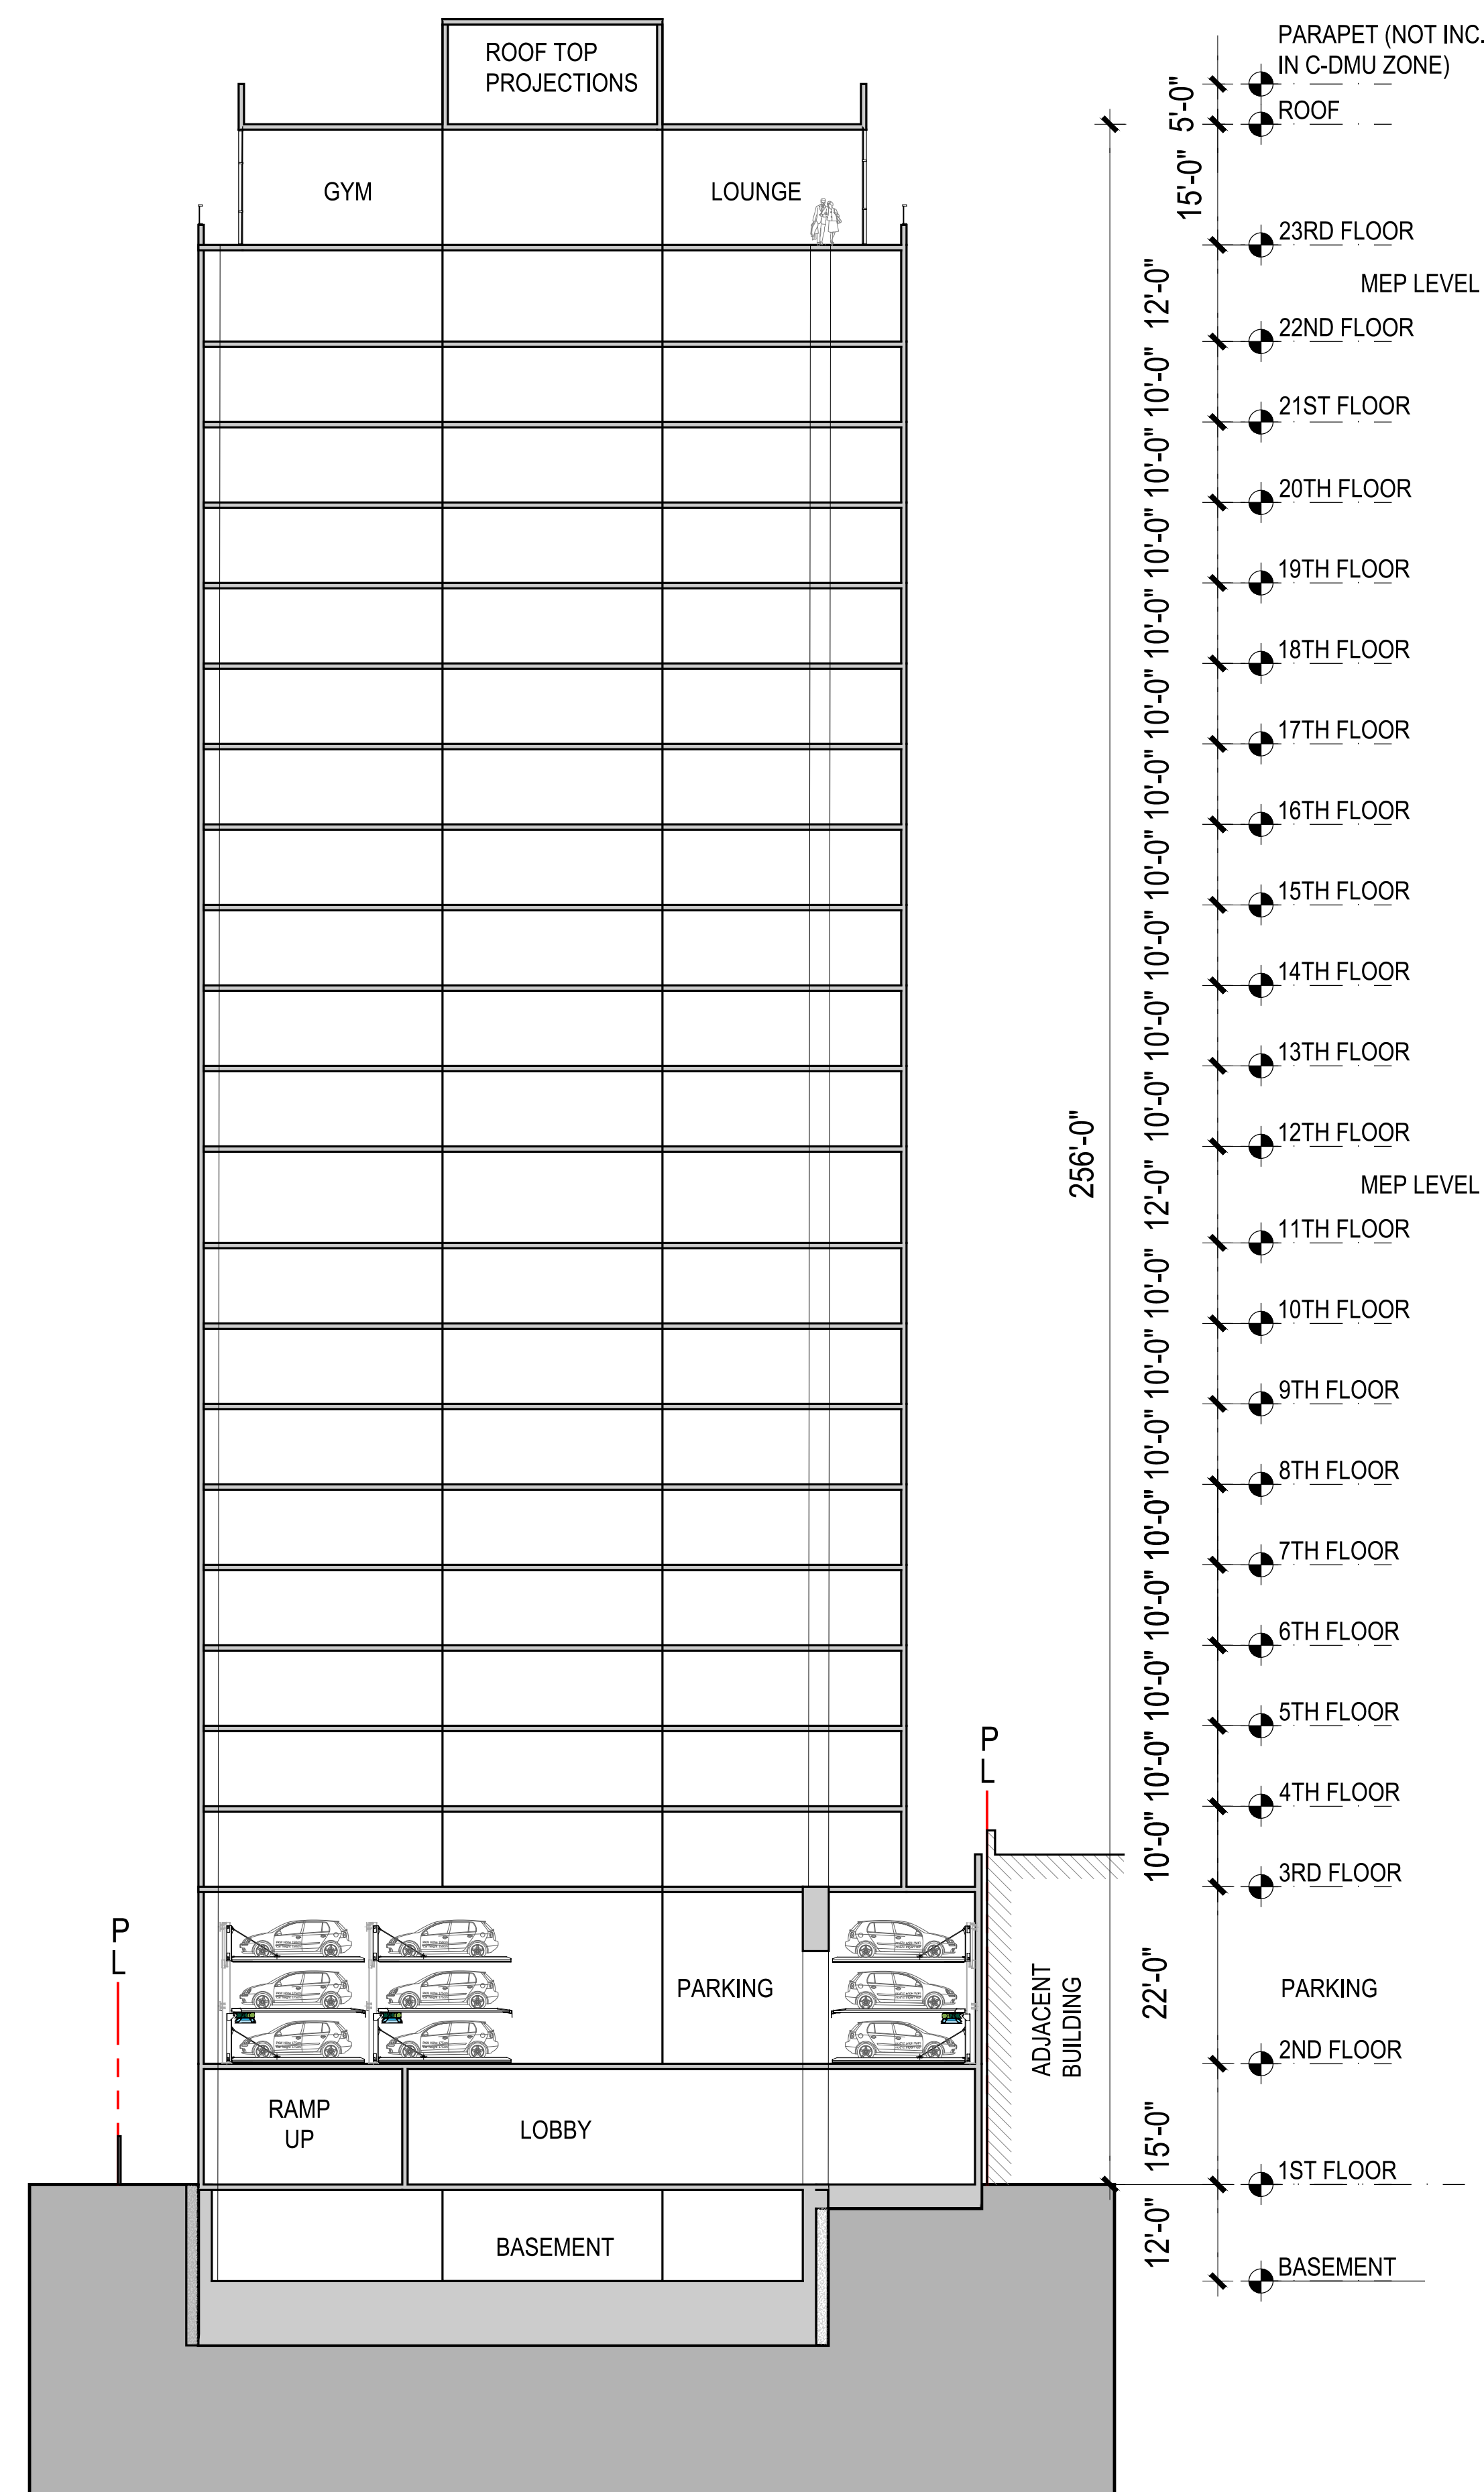 PARAPET (NOT INC.
IN C-DMU ZONE)
ROOF TOP
PROJECTIONS
5'-0"
ROOF
GYM
LOUNGE
15'-0"
23RD FLOOR
12'-0"
MEP LEVEL
22ND FLOOR
10'-0"
21ST FLOOR
10'-0"
20TH FLOOR
10'-0"
19TH FLOOR
10'-0"
18TH FLOOR
10'-0"
17TH FLOOR
10'-0"
16TH FLOOR
10'-0"
15TH FLOOR
10'-0"
14TH FLOOR
10'-0"
13TH FLOOR
10'-0"
12TH FLOOR
256'-0"
12'-0"
MEP LEVEL
11TH FLOOR
10'-0"
10TH FLOOR
10'-0"
9TH FLOOR
10'-0"
8TH FLOOR
10'-0"
7TH FLOOR
10'-0"
6TH FLOOR
10'-0"
5TH FLOOR
10'-0"
4TH FLOOR
10'-0"
3RD FLOOR
P
L
P
L
PARKING
ADJACENT
BUILDING
22'-0"
PARKING
2ND FLOOR
RAMP
UP
LOBBY
15'-0"
1ST FLOOR
BASEMENT
12'-0"
BASEMENT